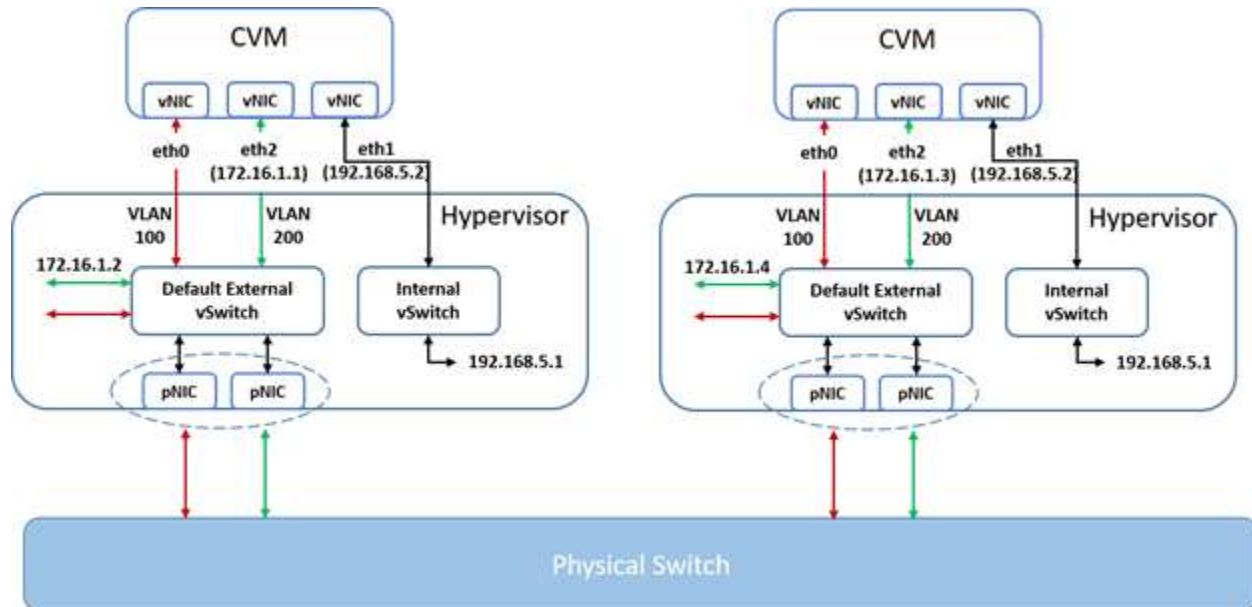 CVM
vNIC vNIC vNIC
eth0
eth2
(172.16.1.1)
eth1
(192.168.5.2)
Hypervisor
VLAN
100
VLAN
200
172.16.1.2
Default External
vSwitch
Internal
vSwitch
192.168.5.1
pNIC pNIC
CVM
vNIC vNIC vNIC
eth0
eth2
(172.16.1.3)
eth1
(192.168.5.2)
Hypervisor
VLAN
100
VLAN
200
172.16.1.4
Default External
vSwitch
Internal
vSwitch
192.168.5.1
pNIC pNIC
Physical Switch